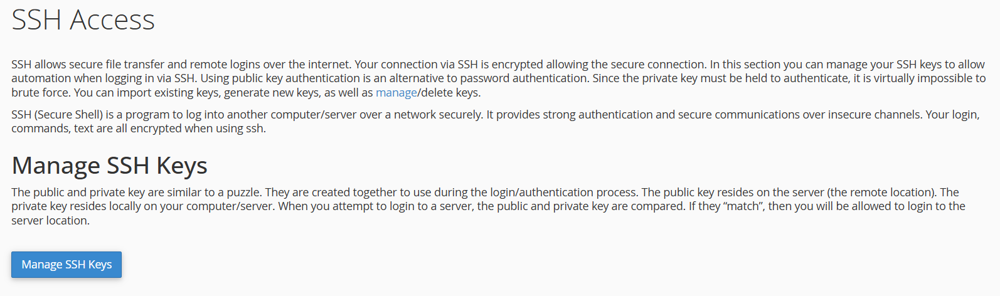 SSH Access
SSH allows secure file transfer and remote logins over the internet. Your connection via SSH is encrypted allowing the secure connection. In this section you can manage your SSH keys to allow
automation when logging in via SSH. Using public key authentication is an alternative to password authentication. Since the private key must be held to authenticate, it is virtually impossible to
brute force. You can import existing keys, generate new keys, as well as manage/delete keys.
SSH (Secure Shell) is a program to log into another computer/server over a network securely. It provides strong authentication and secure communications over insecure channels. Your login,
commands, text are all encrypted when using ssh.
Manage SSH Keys
The public and private key are similar to a puzzle. They are created together to use during the login/authentication process. The public key resides on the server (the remote location). The
private key resides locally on your computer/server. When you attempt to login to a server, the public and private key are compared. If they “match”, then you will be allowed to login to the
server location.
Manage SSH Keys